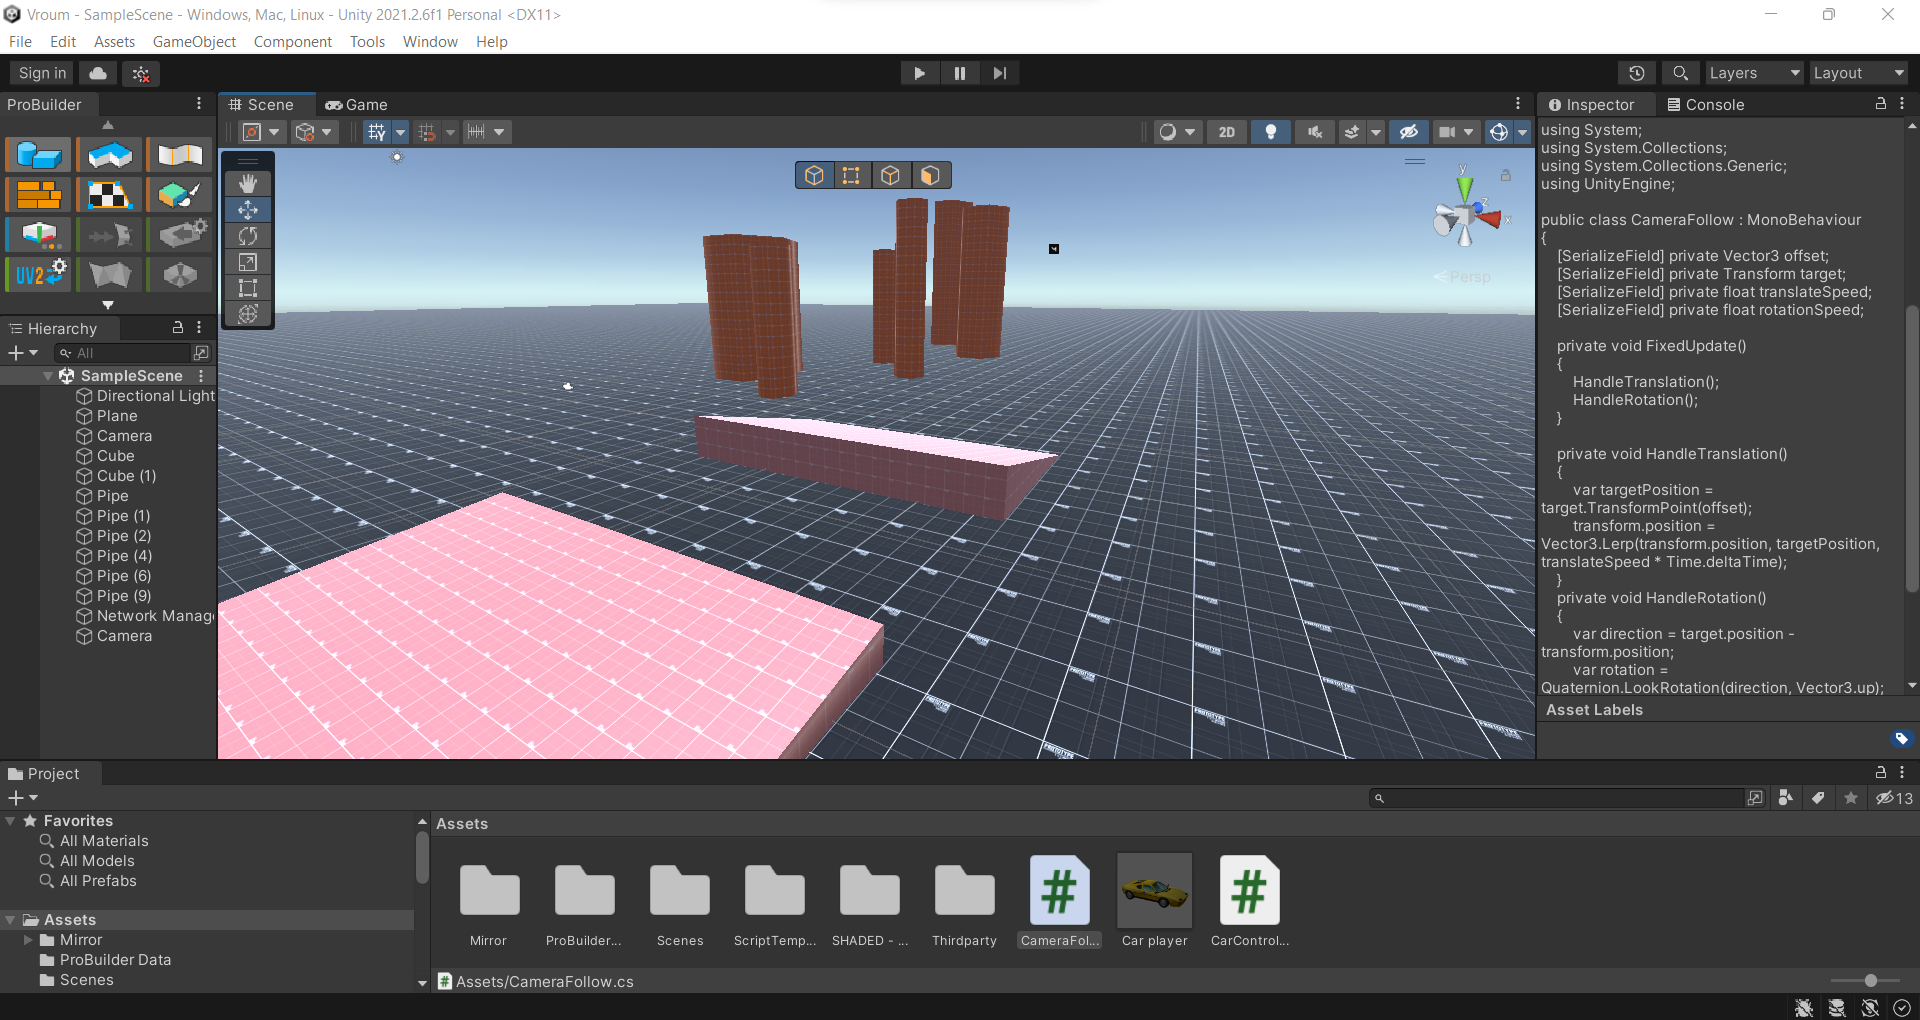 Vroum - SampleScene - Windows, Mac, Linux - Unity 2021.2.6f1 Personal <DX11>
File Edit Assets GameObject Component Tools Window Help
Sign in
Layers
Layout
ProBuilder
Scene
Game
Inspector
Console
2D
UV2
y
z
x
Persp
Hierarchy
All
SampleScene
Directional Light
Plane
Camera
Cube
Cube (1)
Pipe
Pipe (1)
Pipe (2)
Pipe (4)
Pipe (6)
Pipe (9)
Network Manag
Camera
PROTOTYPE
using System;
using System.Collections;
using System.Collections.Generic;
using UnityEngine;
public class CameraFollow : MonoBehaviour
{
[SerializeField] private Vector3 offset;
[SerializeField] private Transform target;
[SerializeField] private float translateSpeed;
[SerializeField] private float rotationSpeed;
private void FixedUpdate()
{
HandleTranslation();
HandleRotation();
}
private void HandleTranslation()
{
var targetPosition =
target.TransformPoint(offset);
transform.position =
Vector3.Lerp(transform.position, targetPosition,
translateSpeed * Time.deltaTime);
}
private void HandleRotation()
{
var direction = target.position -
transform.position;
var rotation =
Quaternion.LookRotation(direction, Vector3.up);
Asset Labels
Project
13
Favorites
All Materials
All Models
All Prefabs
Assets
Mirror
ProBuilder Data
Scenes
Assets
Mirror
ProBuilder...
Scenes
ScriptTemp...
SHADED - ...
Thirdparty
CameraFol...
Car player
CarControl...
Assets/CameraFollow.cs